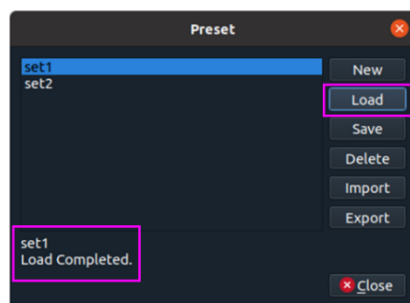 Preset
set1
set2
New
Load
Save
Delete
Import
Export
set1
Load Completed.
Close